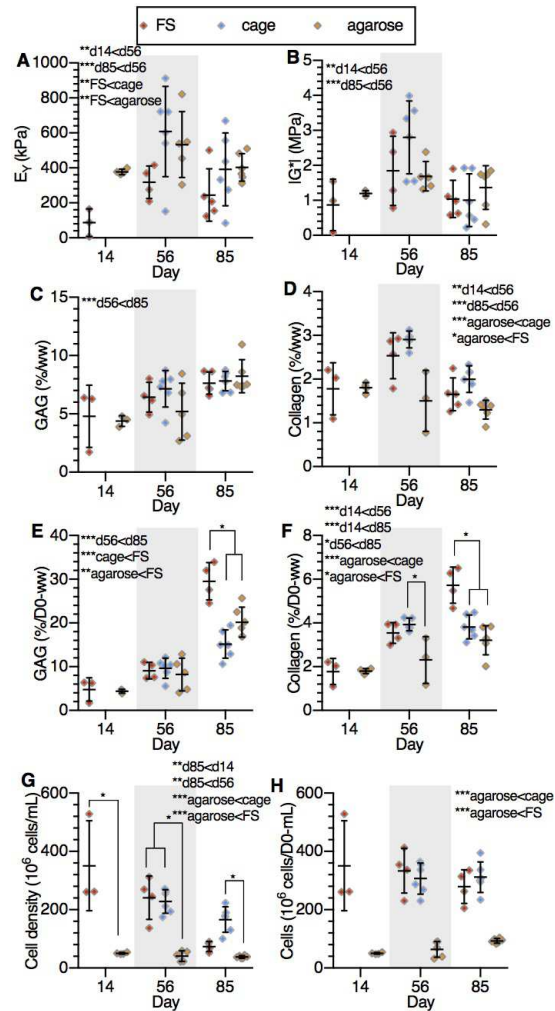 FS cage agarose
A
**d14<d56
***d85<d56
**FS<cage
**FS<agarose
E_Y (kPa)
1000
800
600
400
200
0
14 56 85
Day
B
**d14<d56
***d85<d56
IG*I (MPa)
5
4
3
2
1
0
14 56 85
Day
C
***d56<d85
GAG (%/ww)
15
10
5
0
14 56 85
Day
D
**d14<d56
***d85<d56
***agarose<cage
*agarose<FS
Collagen (%/ww)
4
3
2
1
0
14 56 85
Day
E
***d56<d85
***cage<FS
**agarose<FS
*
GAG (%/D0-ww)
40
30
20
10
0
14 56 85
Day
F
***d14<d56
***d14<d85
*d56<d85
***agarose<cage
*agarose<FS
*
*
Collagen (%/D0-ww)
8
6
4
2
0
14 56 85
Day
G
**d85<d14
**d85<d56
***agarose<cage
***agarose<FS
*
*
*
Cell density (10⁶ cells/mL)
600
400
200
0
14 56 85
Day
H
***agarose<cage
***agarose<FS
Cells (10⁶ cells/D0-mL)
600
400
200
0
14 56 85
Day